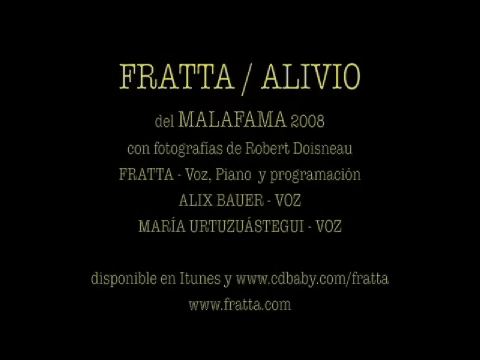 FRATTA / ALIVIO
del MALAFAMA 2008
con fotografías de Robert Doisneau
FRATTA - Voz, Piano y programación
ALIX BAUER - VOZ
MARÍA URTUZUÁSTEGUI - VOZ
disponible en Itunes y www.cdbaby.com/fratta
www.fratta.com